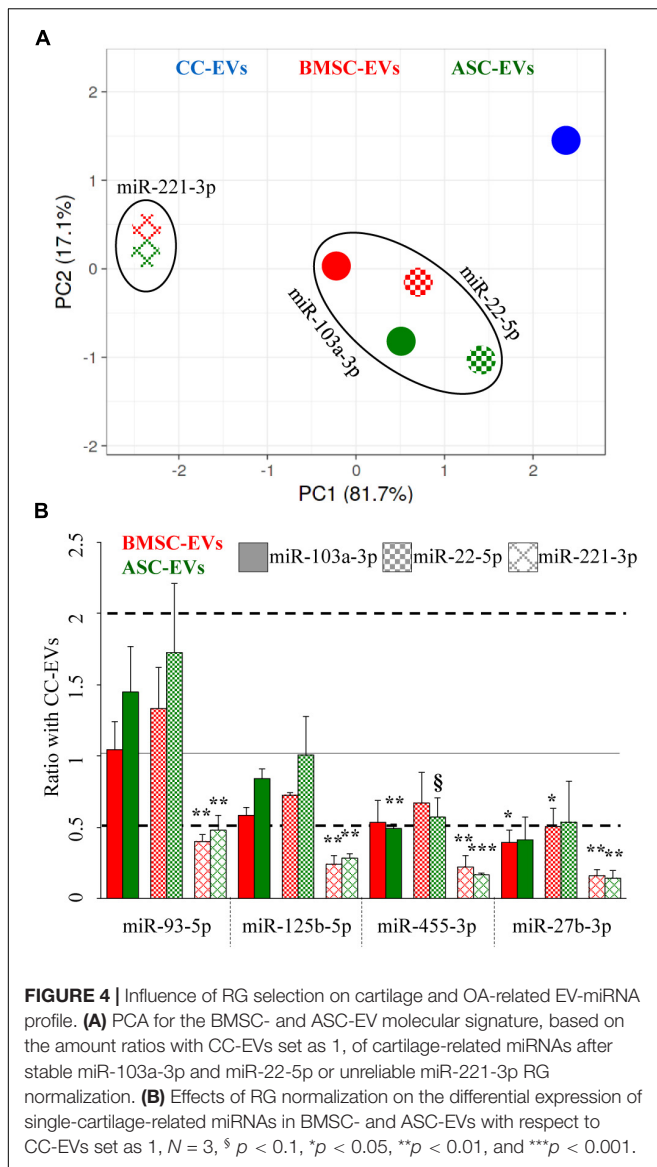 A
CC-EVs BMSC-EVs ASC-EVs
2
miR-221-3p
1
0
-1
-2
PC2 (17.1%)
miR-103a-3p
miR-22-5p
-2 -1 0 1 2
PC1 (81.7%)
B
BMSC-EVs
ASC-EVs
miR-103a-3p miR-22-5p miR-221-3p
Ratio with CC-EVs
2.5
2
1.5
1
0.5
0
** ** ** ** ** § ** *** * * ** **
miR-93-5p miR-125b-5p miR-455-3p miR-27b-3p
FIGURE 4 | Influence of RG selection on cartilage and OA-related EV-miRNA
profile. (A) PCA for the BMSC- and ASC-EV molecular signature, based on
the amount ratios with CC-EVs set as 1, of cartilage-related miRNAs after
stable miR-103a-3p and miR-22-5p or unreliable miR-221-3p RG
normalization. (B) Effects of RG normalization on the differential expression of
single-cartilage-related miRNAs in BMSC- and ASC-EVs with respect to
CC-EVs set as 1, N = 3, § p < 0.1, *p < 0.05, **p < 0.01, and ***p < 0.001.